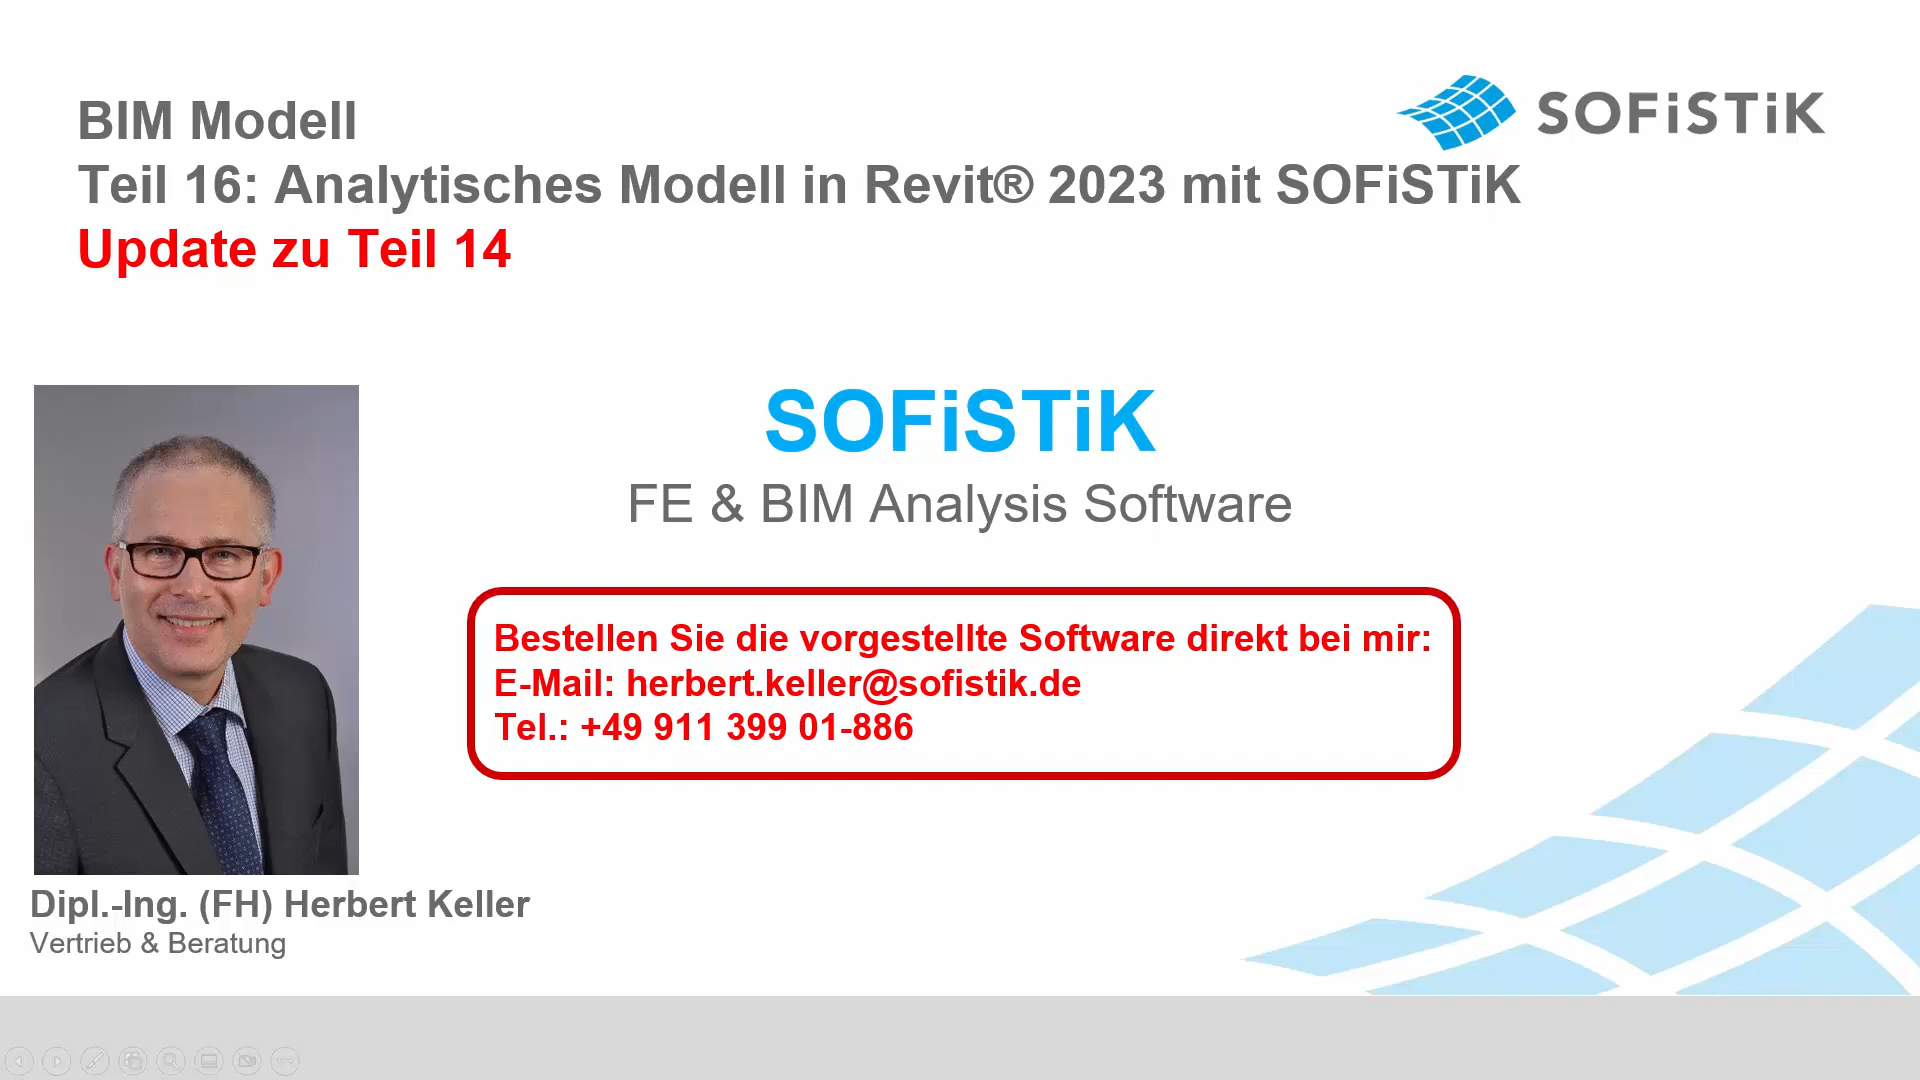 SOFiSTiK
BIM Modell
Teil 16: Analytisches Modell in Revit® 2023 mit SOFiSTiK
Update zu Teil 14
SOFiSTiK
FE & BIM Analysis Software
Bestellen Sie die vorgestellte Software direkt bei mir:
E-Mail: herbert.keller@sofistik.de
Tel.: +49 911 399 01-886
Dipl.-Ing. (FH) Herbert Keller
Vertrieb & Beratung